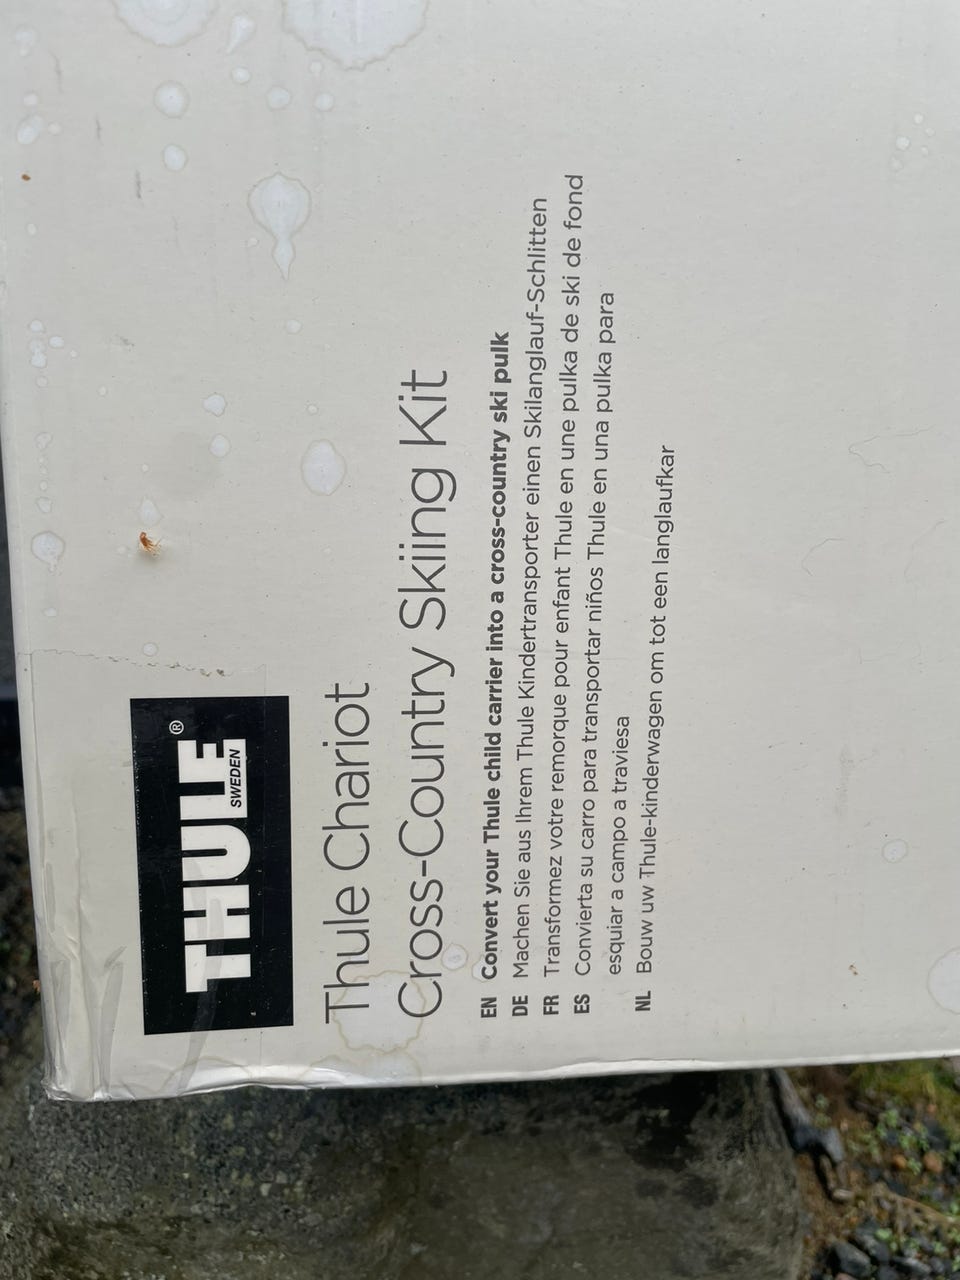 THULE®
SWEDEN
Thule Chariot
Cross-Country Skiing Kit
EN Convert your Thule child carrier into a cross-country ski pulk
DE Machen Sie aus Ihrem Thule Kindertransporter einen Skilanglauf-Schlitten
FR Transformez votre remorque pour enfant Thule en une pulka de ski de fond
ES Convierta su carro para transportar niños Thule en una pulka para
esquiar a campo a traviesa
NL Bouw uw Thule-kinderwagen om tot een langlaufkar